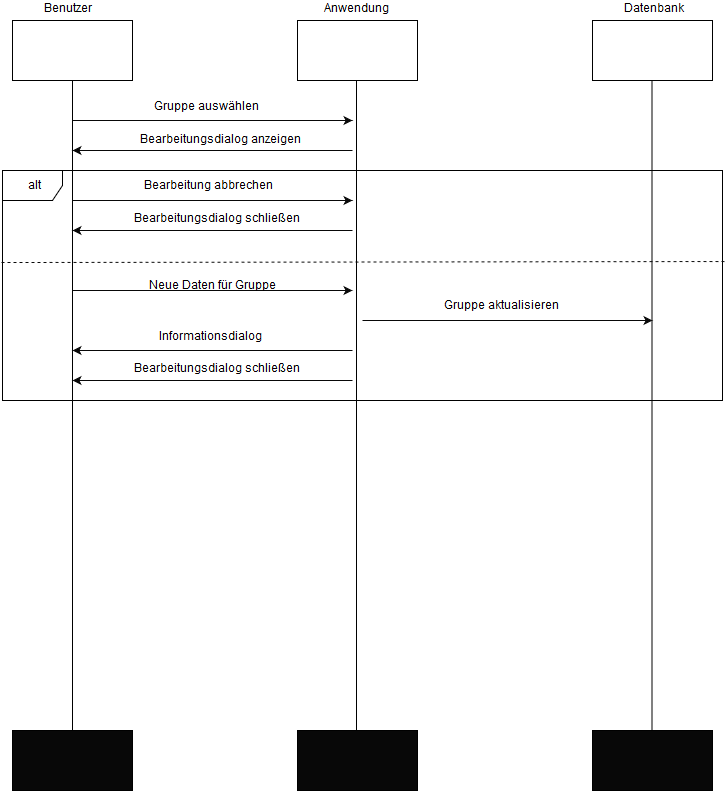 Benutzer
Anwendung
Datenbank
Gruppe auswählen
Bearbeitungsdialog anzeigen
alt
Bearbeitung abbrechen
Bearbeitungsdialog schließen
Neue Daten für Gruppe
Gruppe aktualisieren
Informationsdialog
Bearbeitungsdialog schließen